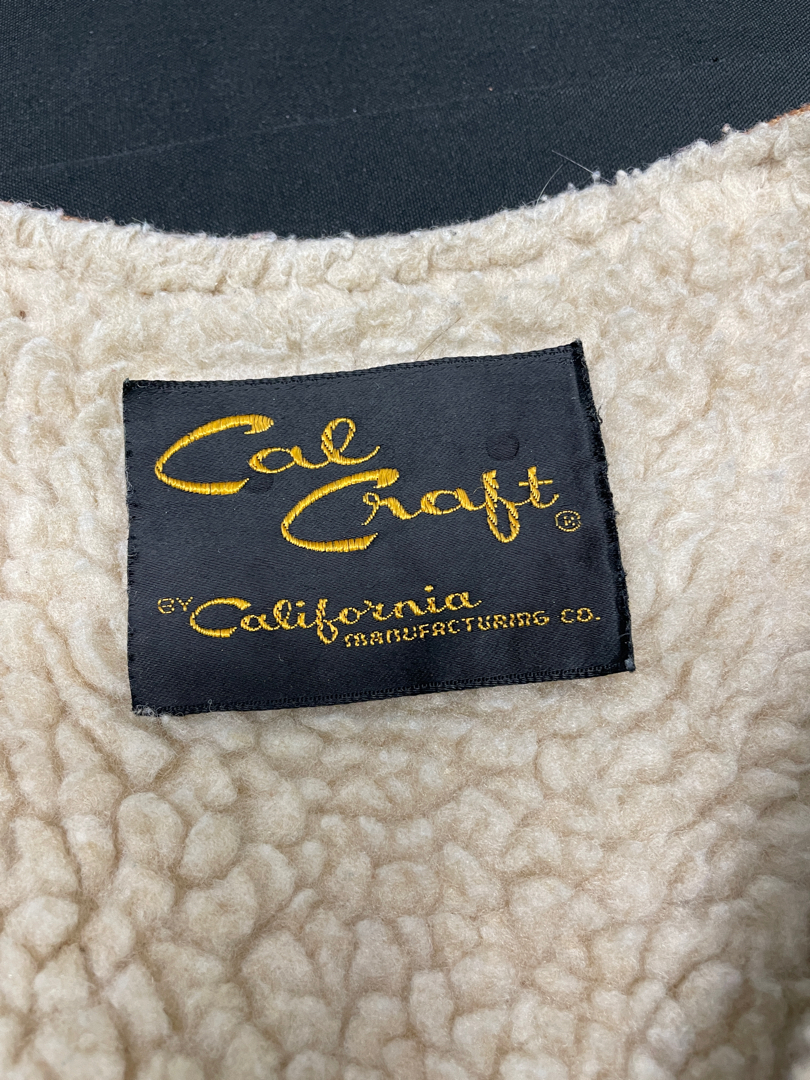 Cal
Craft ®
BY California
MANUFACTURING CO.